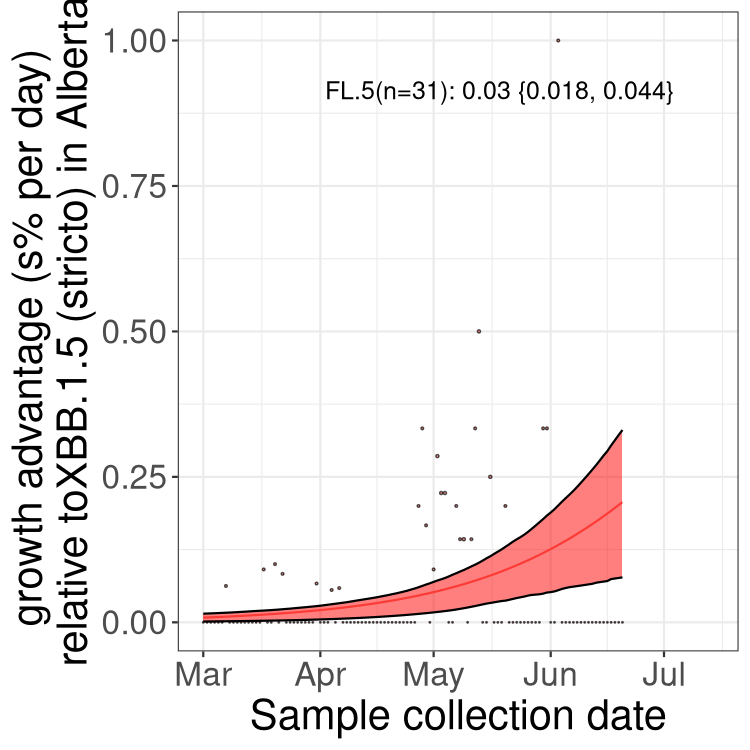 growth advantage (s% per day)
relative toXBB.1.5 (stricto) in Alberta
1.00
FL.5(n=31): 0.03 {0.018, 0.044}
0.75
0.50
0.25
0.00
Mar Apr May Jun Jul
Sample collection date